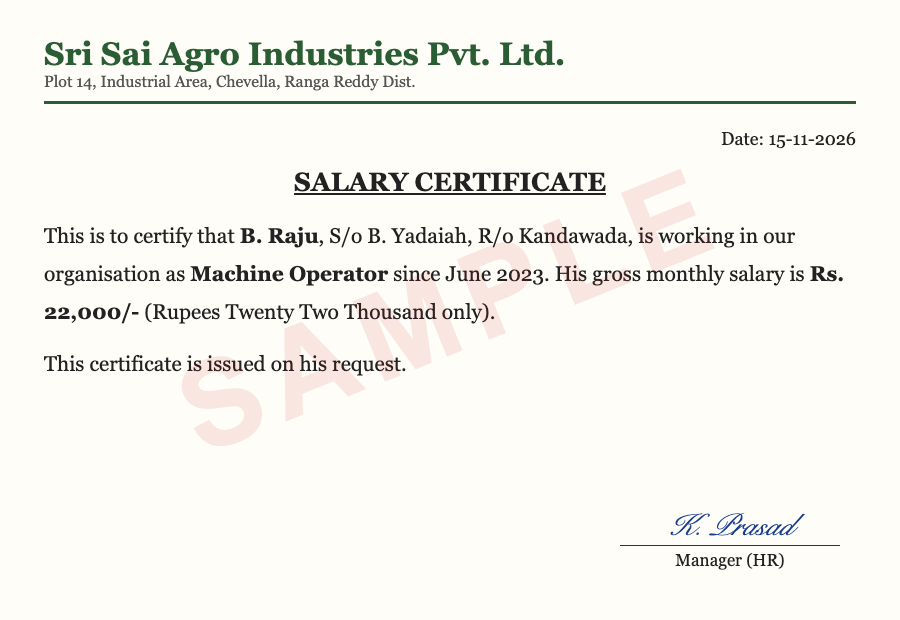 Sri Sai Agro Industries Pvt. Ltd.
Plot 14, Industrial Area, Chevella, Ranga Reddy Dist.
Date: 15-11-2026
SALARY CERTIFICATE
This is to certify that B. Raju, S/o B. Yadaiah, R/o Kandawada, is working in our
organisation as Machine Operator since June 2023. His gross monthly salary is Rs.
22,000/- (Rupees Twenty Two Thousand only).
This certificate is issued on his request.
SAMPLE
K. Prasad
Manager (HR)